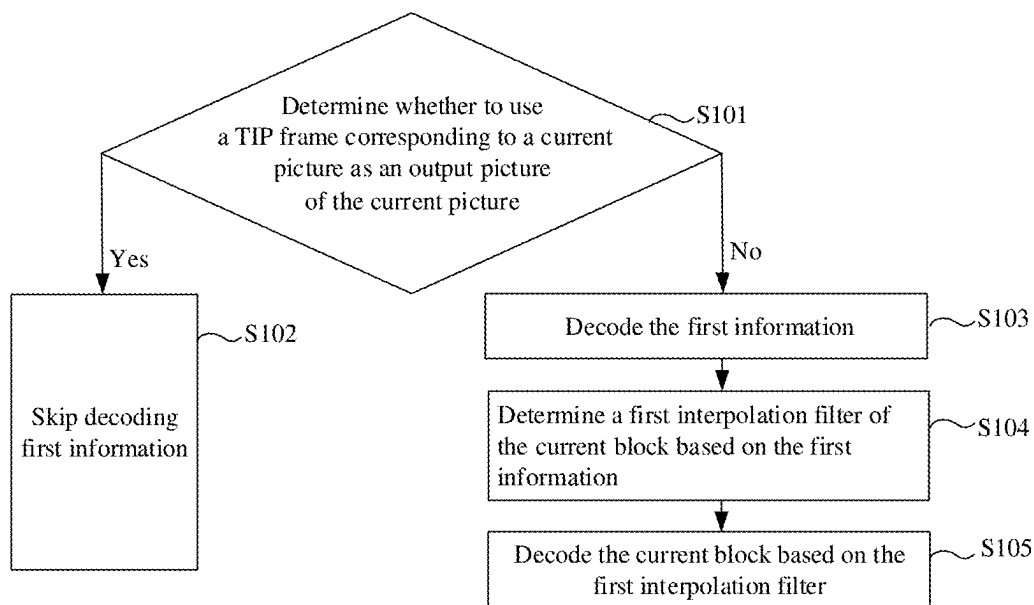 Determine whether to use
a TIP frame corresponding to a current
picture as an output picture
of the current picture
S101
Yes
No
Skip decoding
first information
S102
Decode the first information
S103
Determine a first interpolation filter of
the current block based on the first
information
S104
Decode the current block based on the
first interpolation filter
S105